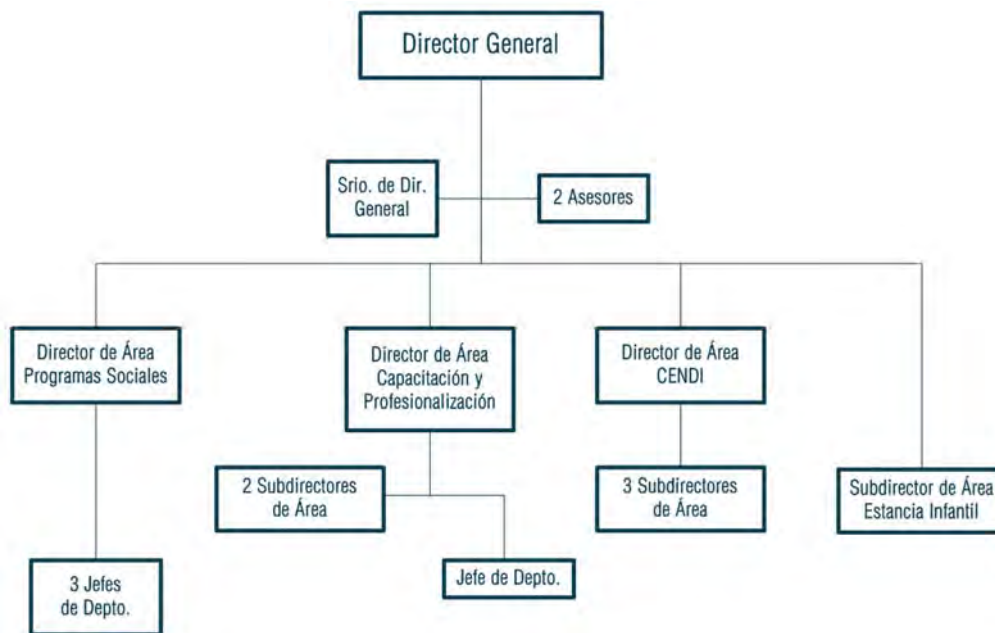 Director General
Srio. de Dir.
General
2 Asesores
Director de Área
Programas Sociales
Director de Área
Capacitación y
Profesionalización
Director de Área
CENDI
2 Subdirectores
de Área
3 Subdirectores
de Área
Subdirector de Área
Estancia Infantil
3 Jefes
de Depto.
Jefe de Depto.